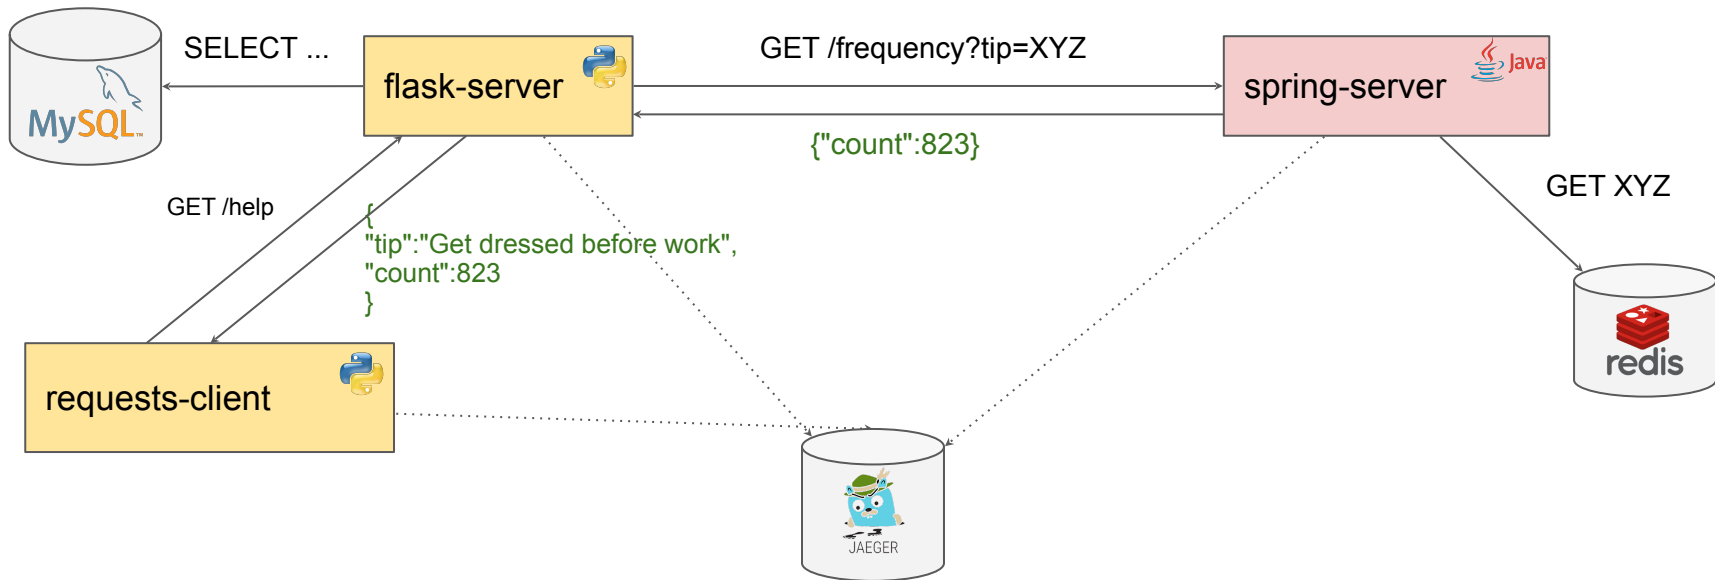 SELECT ...
GET /frequency?tip=XYZ
flask-server
spring-server
Java
MySQL™
{"count":823}
GET XYZ
GET /help
{
"tip":"Get dressed before work",
"count":823
}
redis
requests-client
JAEGER